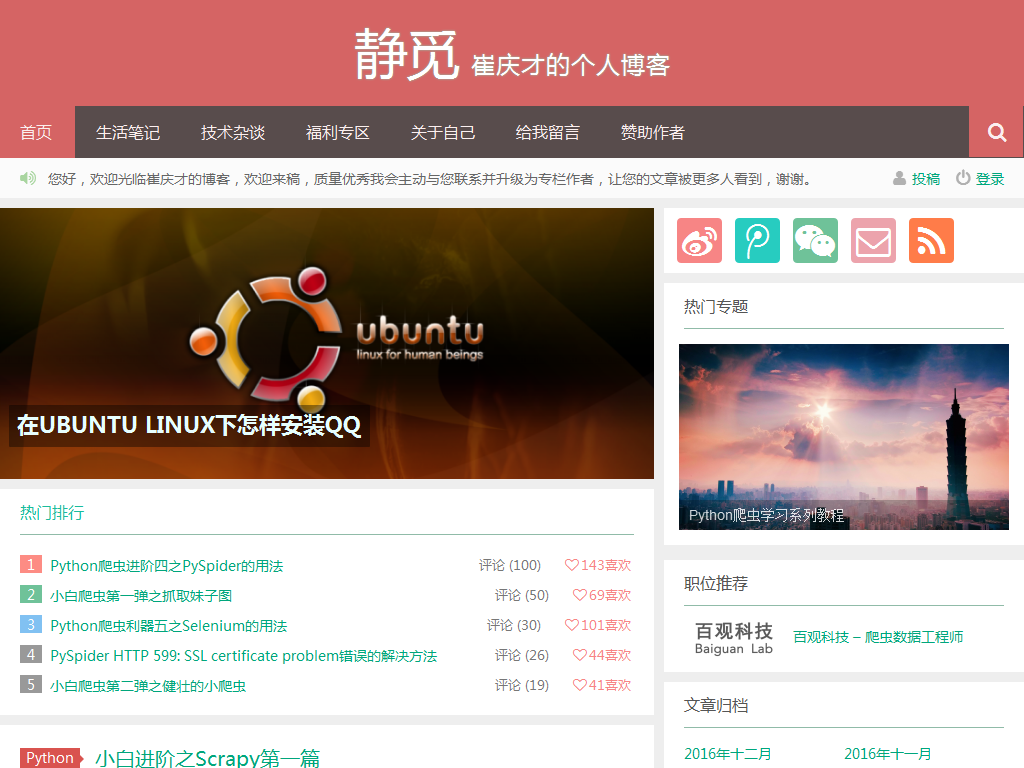 静觅 崔庆才的个人博客
首页 生活笔记 技术杂谈 福利专区 关于自己 给我留言 赞助作者
您好，欢迎光临崔庆才的博客，欢迎来稿，质量优秀我会主动与您联系并升级为专栏作者，让您的文章被更多人看到，谢谢。 投稿 登录
ubuntu
linux for human beings
在UBUNTU LINUX下怎样安装QQ
热门排行
1 Python爬虫进阶四之PySpider的用法 评论 (100) 143喜欢
2 小白爬虫第一弹之抓取妹子图 评论 (50) 69喜欢
3 Python爬虫利器五之Selenium的用法 评论 (30) 101喜欢
4 PySpider HTTP 599: SSL certificate problem错误的解决方法 评论 (26) 44喜欢
5 小白爬虫第二弹之健壮的小爬虫 评论 (19) 41喜欢
Python 小白进阶之Scrapy第一篇
热门专题
Python爬虫学习系列教程
职位推荐
百观科技
Baiguan Lab
百观科技 – 爬虫数据工程师
文章归档
2016年十二月 2016年十一月